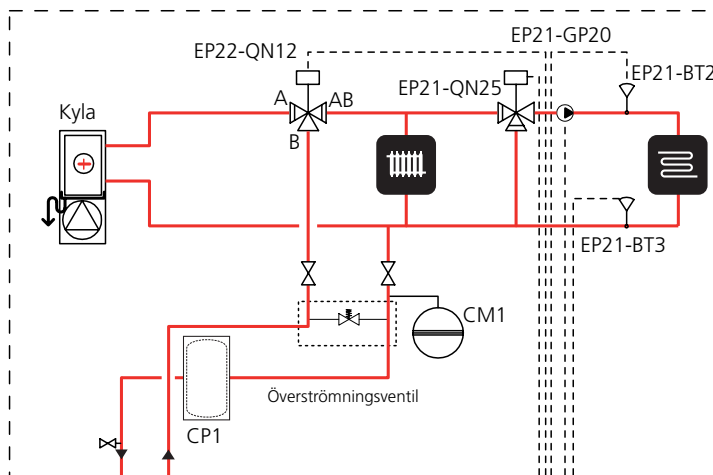 EP21-GP20
EP22-QN12
EP21-BT2
EP21-QN25
A
AB
Kyla
B
EP21-BT3
CM1
Överströmningsventil
CP1